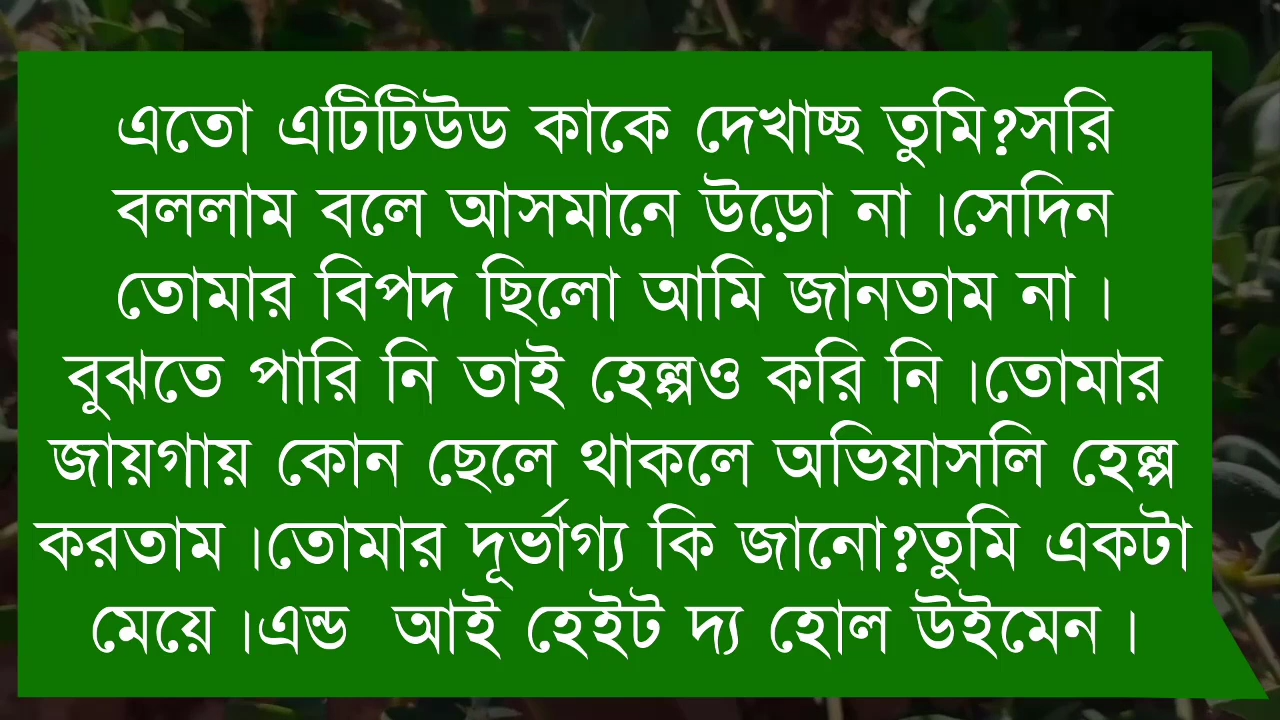 এতো এটিটিউড কাকে দেখাচ্ছ তুমি?সরি
বললাম বলে আসমানে উড়ো না।সেদিন
তোমার বিপদ ছিলো আমি জানতাম না।
বুঝতে পারি নি তাই হেল্পও করি নি।তোমার
জায়গায় কোন ছেলে থাকলে অভিয়াসলি হেল্প
করতাম।তোমার দূর্ভাগ্য কি জানো?তুমি একটা
মেয়ে।এন্ড  আই হেইট দ্য হোল উইমেন।